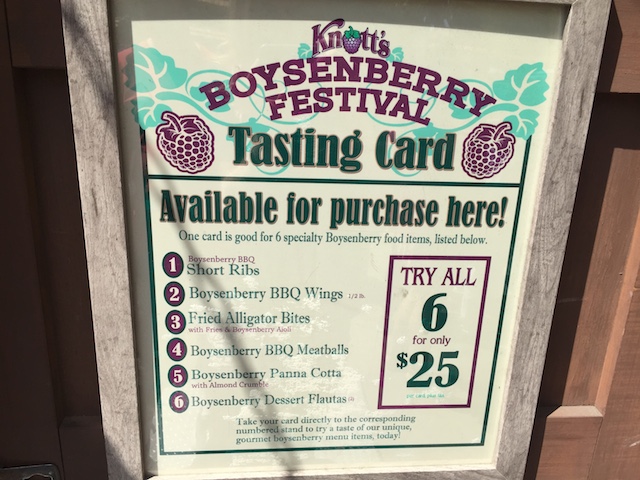 Knott's
BOYSENBERRY
FESTIVAL
Tasting Card
Available for purchase here!
One card is good for 6 specialty Boysenberry food items, listed below.
1 Boysenberry BBQ
Short Ribs
2 Boysenberry BBQ Wings 1/2 lb.
3 Fried Alligator Bites
with Fries & Boysenberry Aioli
4 Boysenberry BBQ Meatballs
5 Boysenberry Panna Cotta
with Almond Crumble
6 Boysenberry Dessert Flautas (2)
TRY ALL
6
for only
$25
Take your card directly to the corresponding
numbered stand to try a taste of our unique,
gourmet boysenberry menu items, today!